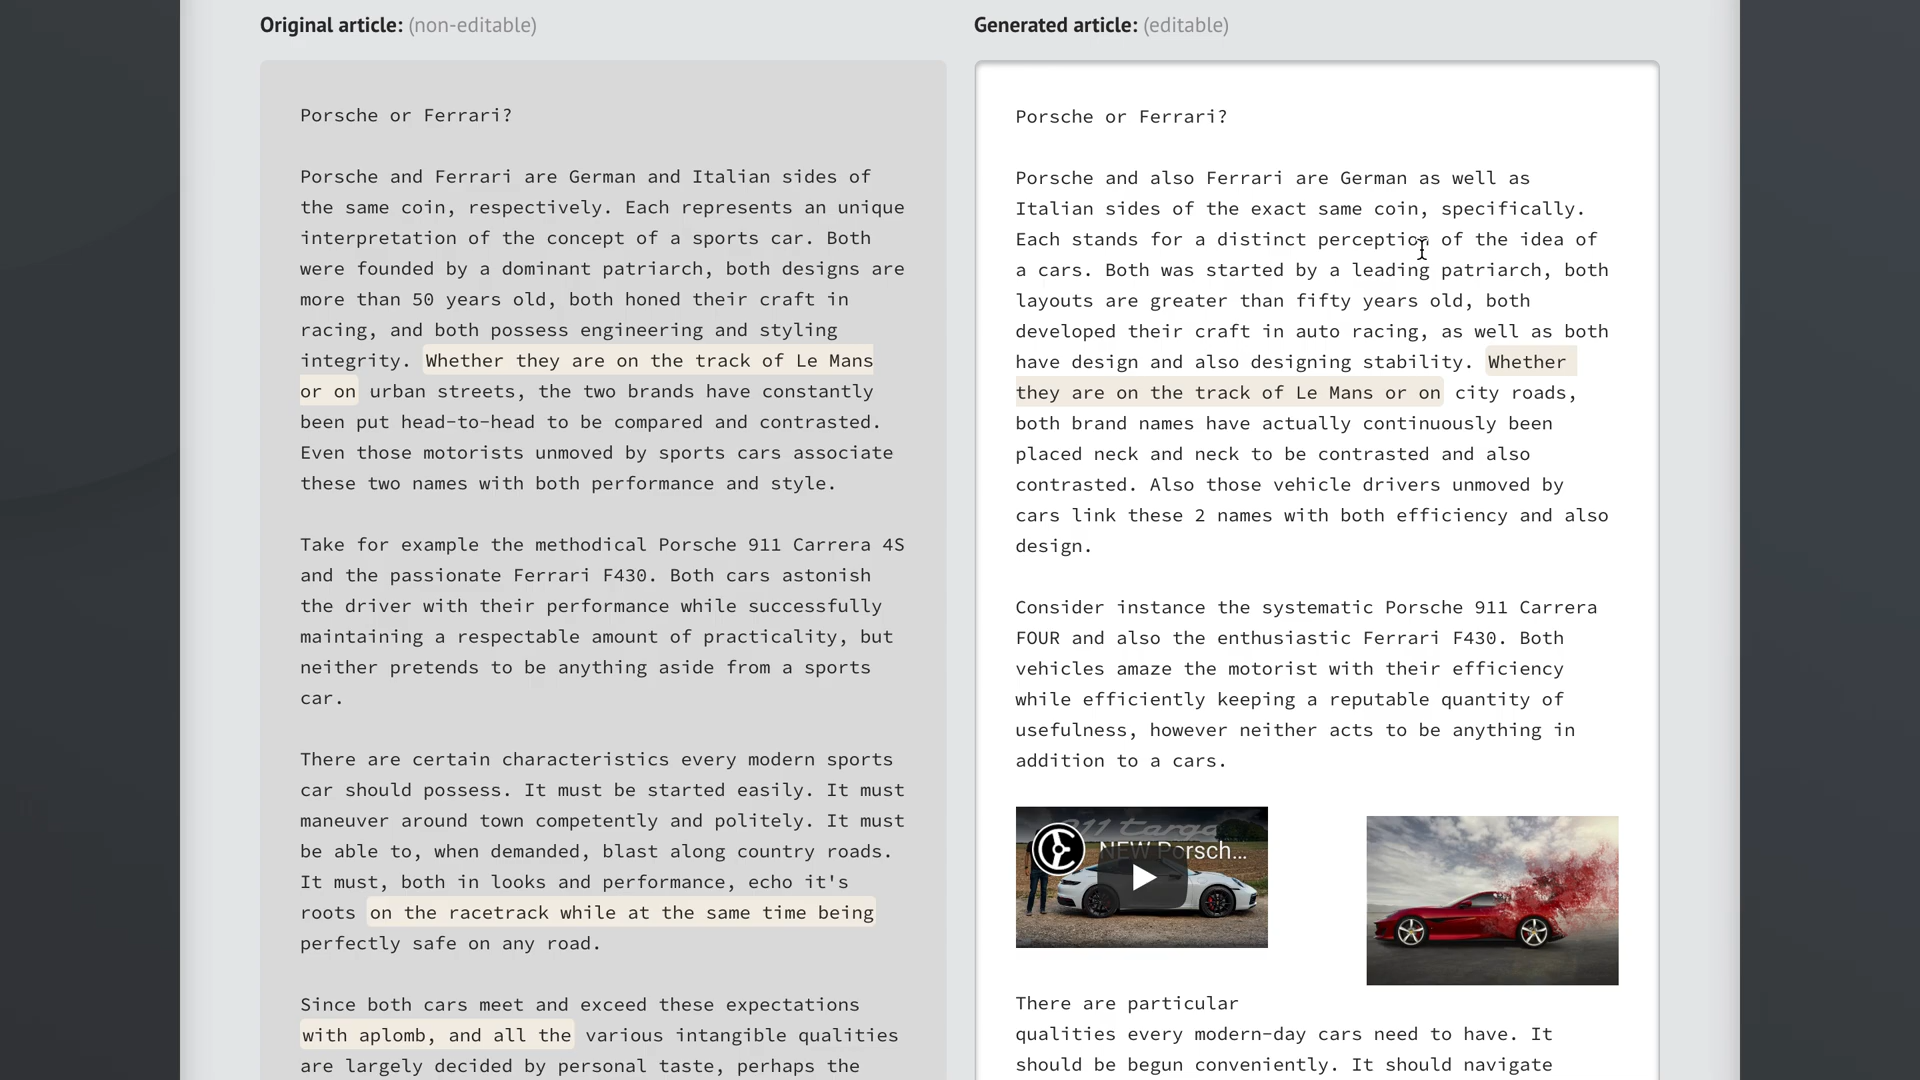 Original article: (non-editable)
Porsche or Ferrari?
Porsche and Ferrari are German and Italian sides of
the same coin, respectively. Each represents an unique
interpretation of the concept of a sports car. Both
were founded by a dominant patriarch, both designs are
more than 50 years old, both honed their craft in
racing, and both possess engineering and styling
integrity. Whether they are on the track of Le Mans
or on urban streets, the two brands have constantly
been put head-to-head to be compared and contrasted.
Even those motorists unmoved by sports cars associate
these two names with both performance and style.
Take for example the methodical Porsche 911 Carrera 4S
and the passionate Ferrari F430. Both cars astonish
the driver with their performance while successfully
maintaining a respectable amount of practicality, but
neither pretends to be anything aside from a sports
car.
There are certain characteristics every modern sports
car should possess. It must be started easily. It must
maneuver around town competently and politely. It must
be able to, when demanded, blast along country roads.
It must, both in looks and performance, echo it's
roots on the racetrack while at the same time being
perfectly safe on any road.
Since both cars meet and exceed these expectations
with aplomb, and all the various intangible qualities
are largely decided by personal taste, perhaps the
Generated article: (editable)
Porsche or Ferrari?
Porsche and also Ferrari are German as well as
Italian sides of the exact same coin, specifically.
Each stands for a distinct perception of the idea of
a cars. Both was started by a leading patriarch, both
layouts are greater than fifty years old, both
developed their craft in auto racing, as well as both
have design and also designing stability. Whether
they are on the track of Le Mans or on city roads,
both brand names have actually continuously been
placed neck and neck to be contrasted and also
contrasted. Also those vehicle drivers unmoved by
cars link these 2 names with both efficiency and also
design.
Consider instance the systematic Porsche 911 Carrera
FOUR and also the enthusiastic Ferrari F430. Both
vehicles amaze the motorist with their efficiency
while efficiently keeping a reputable quantity of
usefulness, however neither acts to be anything in
addition to a cars.
911 targa
NEW Porsch...
There are particular
qualities every modern-day cars need to have. It
should be begun conveniently. It should navigate